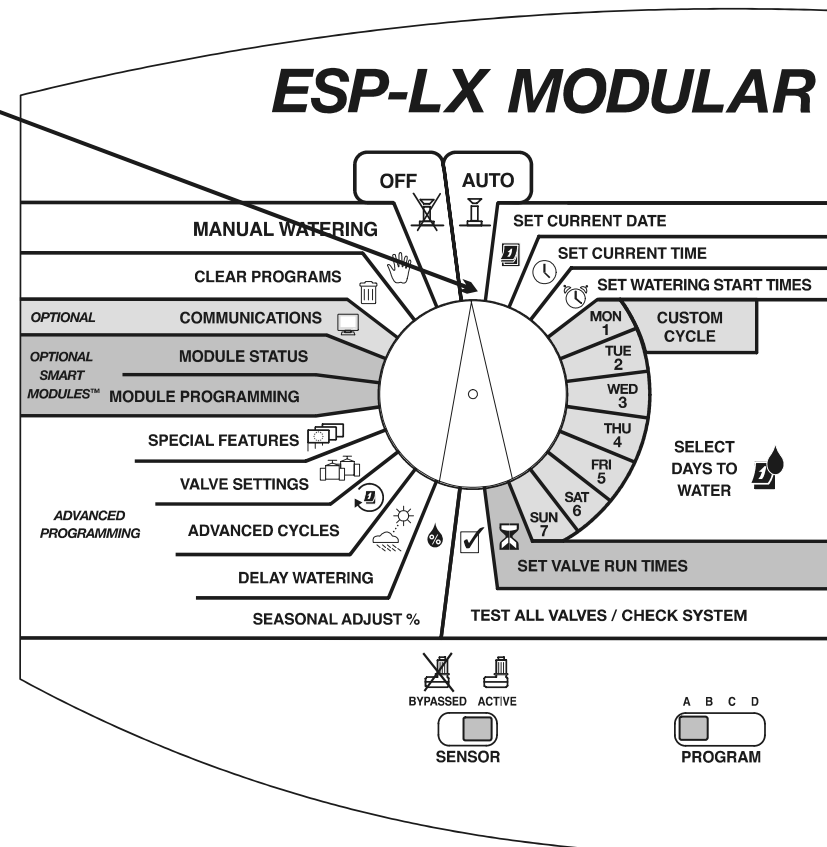 ESP-LX MODULAR
OFF
AUTO
MANUAL WATERING
SET CURRENT DATE
CLEAR PROGRAMS
SET CURRENT TIME
SET WATERING START TIMES
OPTIONAL
COMMUNICATIONS
OPTIONAL
SMART
MODULES™
MODULE STATUS
MODULE PROGRAMMING
MON
1
CUSTOM
CYCLE
TUE
2
WED
3
THU
4
FRI
5
SAT
6
SUN
7
SELECT
DAYS TO
WATER
SPECIAL FEATURES
VALVE SETTINGS
ADVANCED
PROGRAMMING
ADVANCED CYCLES
DELAY WATERING
SEASONAL ADJUST %
%
SET VALVE RUN TIMES
TEST ALL VALVES / CHECK SYSTEM
BYPASSED ACTIVE
SENSOR
A B C D
PROGRAM